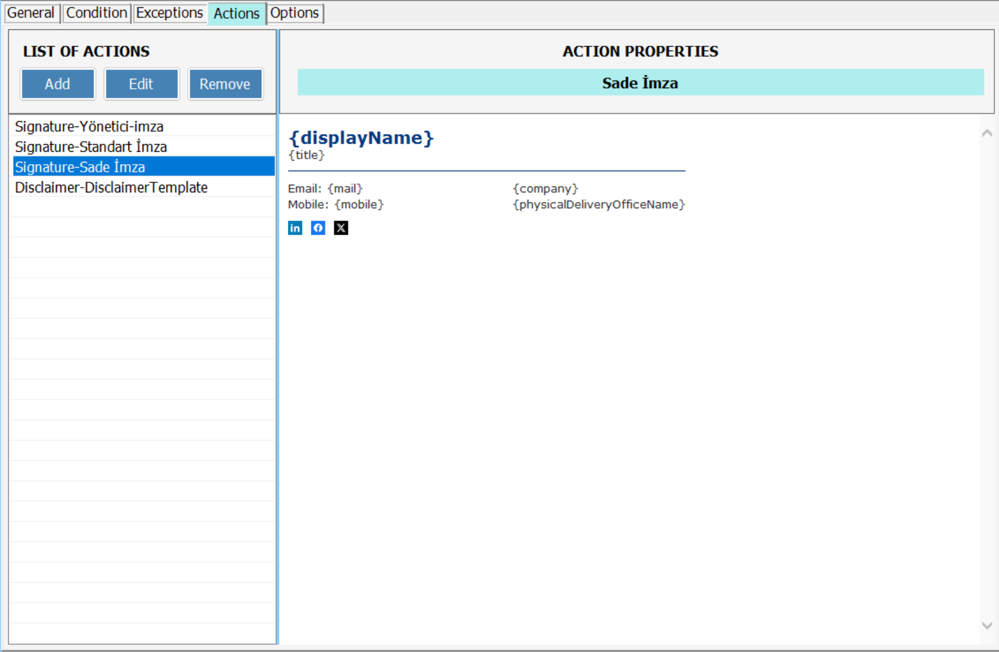 General Condition Exceptions Actions Options
LIST OF ACTIONS
Add Edit Remove
Signature-Yönetici-imza
Signature-Standart İmza
Signature-Sade İmza
Disclaimer-DisclaimerTemplate
ACTION PROPERTIES
Sade İmza
{displayName}
{title}
Email: {mail} {company}
Mobile: {mobile} {physicalDeliveryOfficeName}
in f X